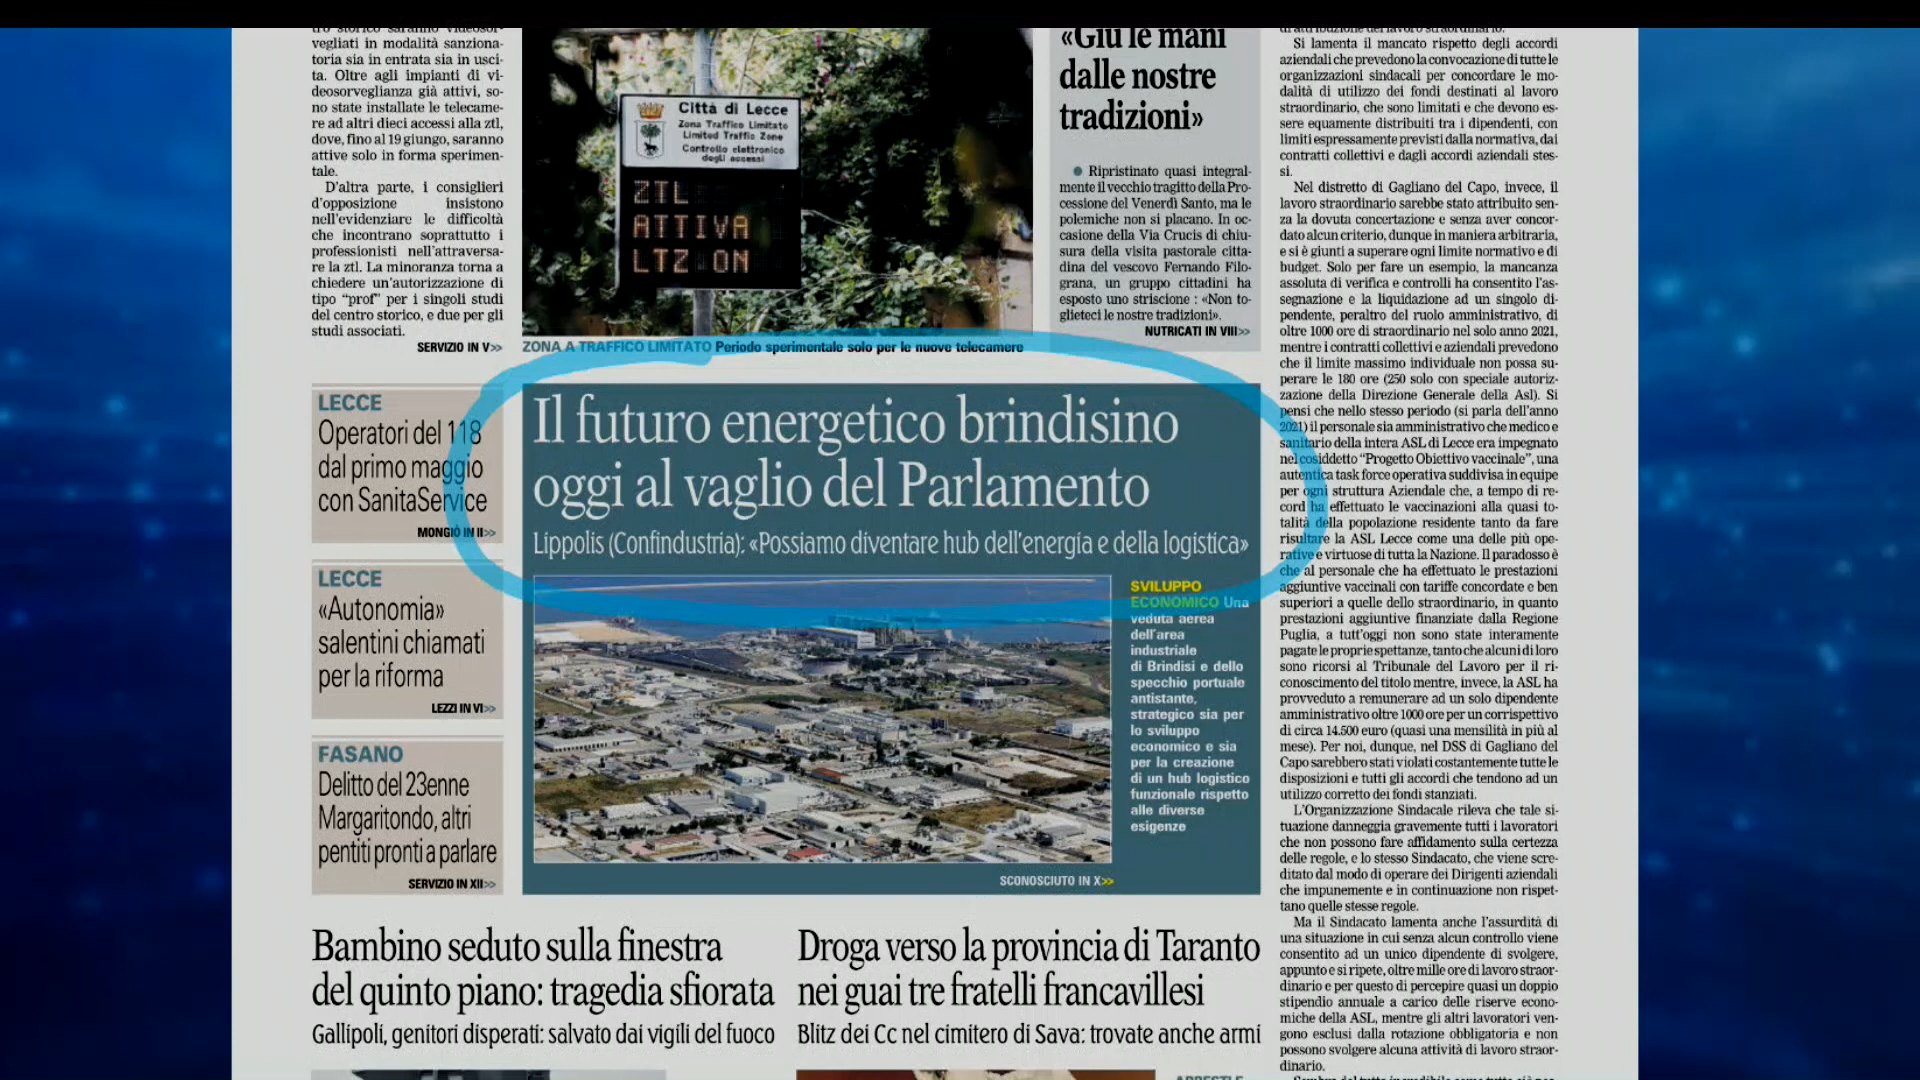 vegliati in modalità sanziona-
toria sia in entrata sia in usci-
ta. Oltre agli impianti di vi-
deosorveglianza già attivi, so-
no state installate le telecame-
re ad altri dieci accessi alla ztl,
dove, fino al 19 giungo, saranno
attive solo in forma sperimen-
tale.
D'altra parte, i consiglieri
d'opposizione insistono
nell'evidenziare le difficoltà
che incontrano soprattutto i
professionisti nell'attraversa-
re la ztl. La minoranza torna a
chiedere un'autorizzazione di
tipo “prof” per i singoli studi
del centro storico, e due per gli
studi associati.
SERVIZIO IN V>>
Città di Lecce
Zona Traffico Limitato
Limited Traffic Zone
Controllo elettronico
degli accessi
ZTL
ATTIVA
LTZ ON
ZONA A TRAFFICO LIMITATO Periodo sperimentale solo per le nuove telecamere
«Giù le mani
dalle nostre
tradizioni»
● Ripristinato quasi integral-
mente il vecchio tragitto della Pro-
cessione del Venerdì Santo, ma le
polemiche non si placano. In oc-
casione della Via Crucis di chiu-
sura della visita pastorale citta-
dina del vescovo Fernando Filo-
grana, un gruppo cittadini ha
esposto uno striscione : «Non to-
glieteci le nostre tradizioni».
NUTRICATI IN VIII>>
LECCE
Operatori del 118
dal primo maggio
con SanitaService
MONGIÒ IN II>>
LECCE
«Autonomia»
salentini chiamati
per la riforma
LEZZI IN VI>>
FASANO
Delitto del 23enne
Margaritondo, altri
pentiti pronti a parlare
SERVIZIO IN XII>>
Il futuro energetico brindisino
oggi al vaglio del Parlamento
Lippolis (Confindustria): «Possiamo diventare hub dell'energia e della logistica»
SVILUPPO
ECONOMICO Una
veduta aerea
dell'area
industriale
di Brindisi e dello
specchio portuale
antistante,
strategico sia per
lo sviluppo
economico e sia
per la creazione
di un hub logistico
funzionale rispetto
alle diverse
esigenze
SCONOSCIUTO IN X>>
Bambino seduto sulla finestra
del quinto piano: tragedia sfiorata
Gallipoli, genitori disperati: salvato dai vigili del fuoco
Droga verso la provincia di Taranto
nei guai tre fratelli francavillesi
Blitz dei Cc nel cimitero di Sava: trovate anche armi
Si lamenta il mancato rispetto degli accordi
aziendali che prevedono la convocazione di tutte le
organizzazioni sindacali per concordare le mo-
dalità di utilizzo dei fondi destinati al lavoro
straordinario, che sono limitati e che devono es-
sere equamente distribuiti tra i dipendenti, con
limiti espressamente previsti dalla normativa, dai
contratti collettivi e dagli accordi aziendali stes-
si.
Nel distretto di Gagliano del Capo, invece, il
lavoro straordinario sarebbe stato attribuito sen-
za la dovuta concertazione e senza aver concor-
dato alcun criterio, dunque in maniera arbitraria,
e si è giunti a superare ogni limite normativo e di
budget. Solo per fare un esempio, la mancanza
assoluta di verifica e controlli ha consentito l'as-
segnazione e la liquidazione ad un singolo di-
pendente, peraltro del ruolo amministrativo, di
oltre 1000 ore di straordinario nel solo anno 2021,
mentre i contratti collettivi e aziendali prevedono
che il limite massimo individuale non possa su-
perare le 180 ore (250 solo con speciale autoriz-
zazione della Direzione Generale della Asl). Si
pensi che nello stesso periodo (si parla dell'anno
2021) il personale sia amministrativo che medico e
sanitario della intera ASL di Lecce era impegnato
nel cosiddetto “Progetto Obiettivo vaccinale”, una
autentica task force operativa suddivisa in equipe
per ogni struttura Aziendale che, a tempo di re-
cord ha effettuato le vaccinazioni alla quasi to-
talità della popolazione residente tanto da fare
risultare la ASL Lecce come una delle più ope-
rative e virtuose di tutta la Nazione. Il paradosso è
che al personale che ha effettuato le prestazioni
aggiuntive vaccinali con tariffe concordate e ben
superiori a quelle dello straordinario, in quanto
prestazioni aggiuntive finanziate dalla Regione
Puglia, a tutt'oggi non sono state interamente
pagate le proprie spettanze, tanto che alcuni di loro
sono ricorsi al Tribunale del Lavoro per il ri-
conoscimento del titolo mentre, invece, la ASL ha
provveduto a remunerare ad un solo dipendente
amministrativo oltre 1000 ore per un corrispettivo
di circa 14.500 euro (quasi una mensilità in più al
mese). Per noi, dunque, nel DSS di Gagliano del
Capo sarebbero stati violati costantemente tutte le
disposizioni e tutti gli accordi che tendono ad un
utilizzo corretto dei fondi stanziati.
L'Organizzazione Sindacale rileva che tale si-
tuazione danneggia gravemente tutti i lavoratori
che non possono fare affidamento sulla certezza
delle regole, e lo stesso Sindacato, che viene scre-
ditato dal modo di operare dei Dirigenti aziendali
che impunemente e in continuazione non rispet-
tano quelle stesse regole.
Ma il Sindacato lamenta anche l'assurdità di
una situazione in cui senza alcun controllo viene
consentito ad un unico dipendente di svolgere,
appunto e si ripete, oltre mille ore di lavoro straor-
dinario e per questo di percepire quasi un doppio
stipendio annuale a carico delle riserve econo-
miche della ASL, mentre gli altri lavoratori ven-
gono esclusi dalla rotazione obbligatoria e non
possono svolgere alcuna attività di lavoro straor-
dinario.